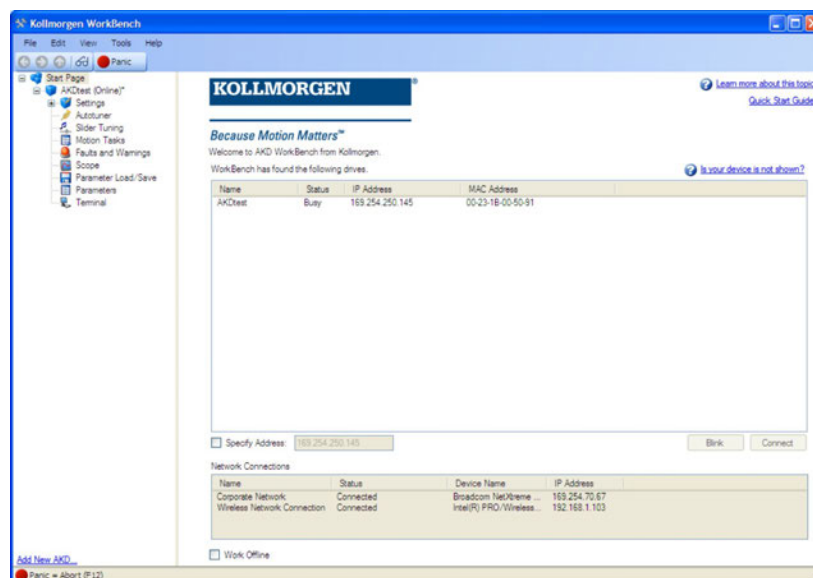 Kollmorgen WorkBench
File Edit View Tools Help
Panic
Start Page
AKDtest (Online)*
Settings
Autotuner
Slider Tuning
Motion Tasks
Faults and Warnings
Scope
Parameter Load/Save
Parameters
Terminal
Add New AKD...
KOLLMORGEN®
Because Motion Matters™
Welcome to AKD WorkBench from Kollmorgen.
Learn more about this topic
Quick Start Guide
WorkBench has found the following drives.
Is your device is not shown?
Name Status IP Address MAC Address
AKDtest Busy 169.254.250.145 00-23-1B-00-50-91
Specify Address: 169.254.250.145 Blink Connect
Network Connections
Name Status Device Name IP Address
Corporate Network Connected Broadcom NetXtreme ... 169.254.70.67
Wireless Network Connection Connected Intel(R) PRO/Wireless... 192.168.1.103
Work Offline
Panic = Abort (F12)